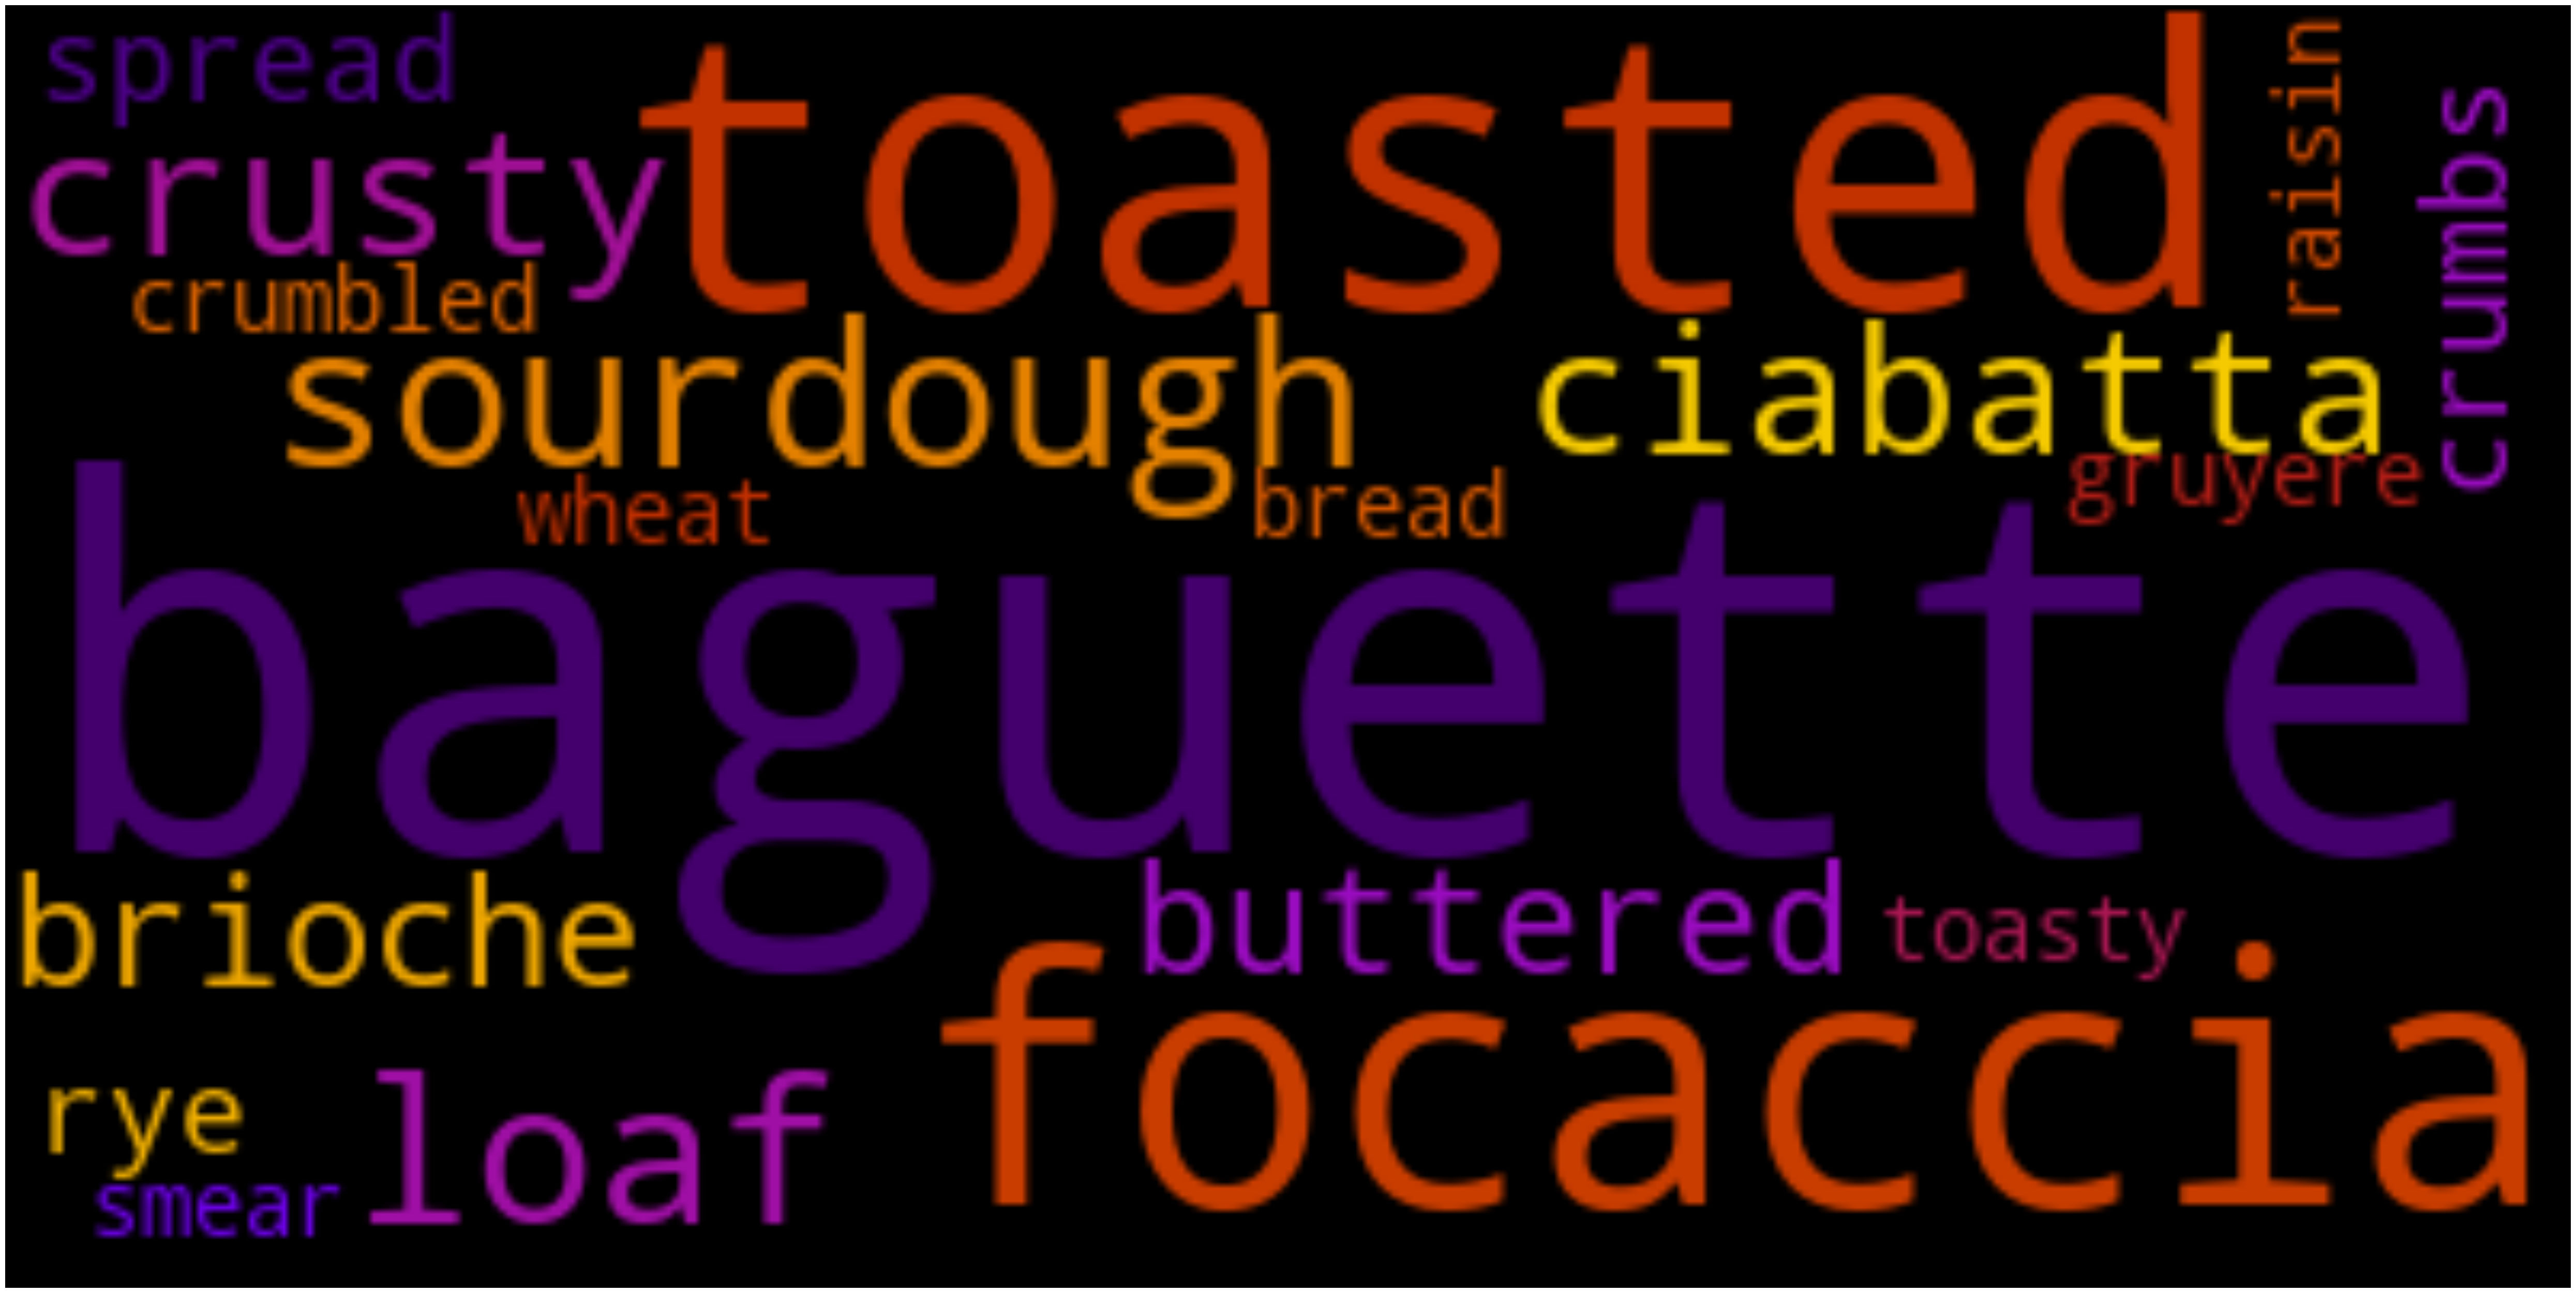 spread
toasted
raisin
crumbs
crusty
crumbled
sourdough
ciabatta
wheat
bread
gruyere
baguette
brioche
buttered
toasty
focaccia
rye
loaf
smear